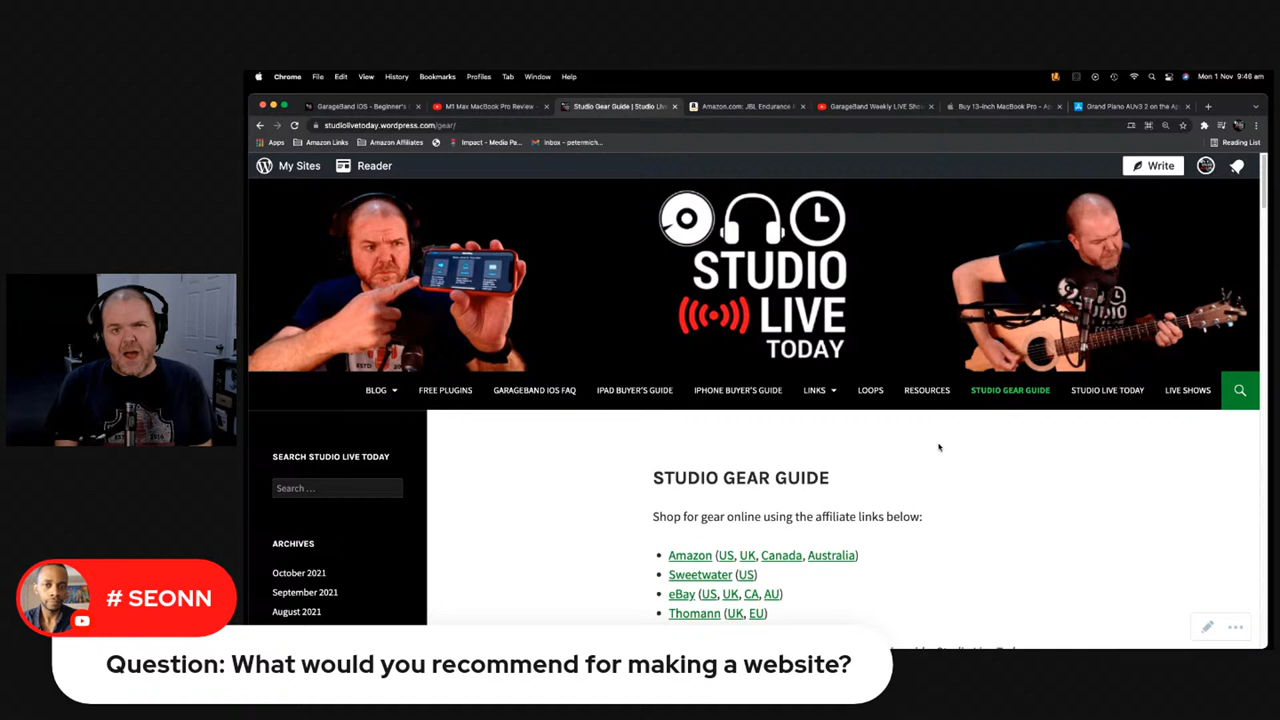 Chrome File Edit View History Bookmarks Profiles Tab Window Help
Mon 1 Nov 9:46 am
GarageBand iOS - Beginner's
M1 Max MacBook Pro Review -
Studio Gear Guide | Studio Liv
Amazon.com: JBL Endurance
GarageBand Weekly LIVE Show
Buy 13-inch MacBook Pro - Ap
Grand Piano AUv3 2 on the Ap
studiolivetoday.wordpress.com/gear/
Apps Amazon Links Amazon Affiliates Impact - Media Pa... Inbox - petermich... Reading List
My Sites Reader Write
STUDIO
LIVE
TODAY
BLOG FREE PLUGINS GARAGEBAND IOS FAQ IPAD BUYER'S GUIDE IPHONE BUYER'S GUIDE LINKS LOOPS RESOURCES STUDIO GEAR GUIDE STUDIO LIVE TODAY LIVE SHOWS
SEARCH STUDIO LIVE TODAY
Search ...
ARCHIVES
October 2021
September 2021
August 2021
STUDIO GEAR GUIDE
Shop for gear online using the affiliate links below:
• Amazon (US, UK, Canada, Australia)
• Sweetwater (US)
• eBay (US, UK, CA, AU)
• Thomann (UK, EU)
# SEONN
Question: What would you recommend for making a website?